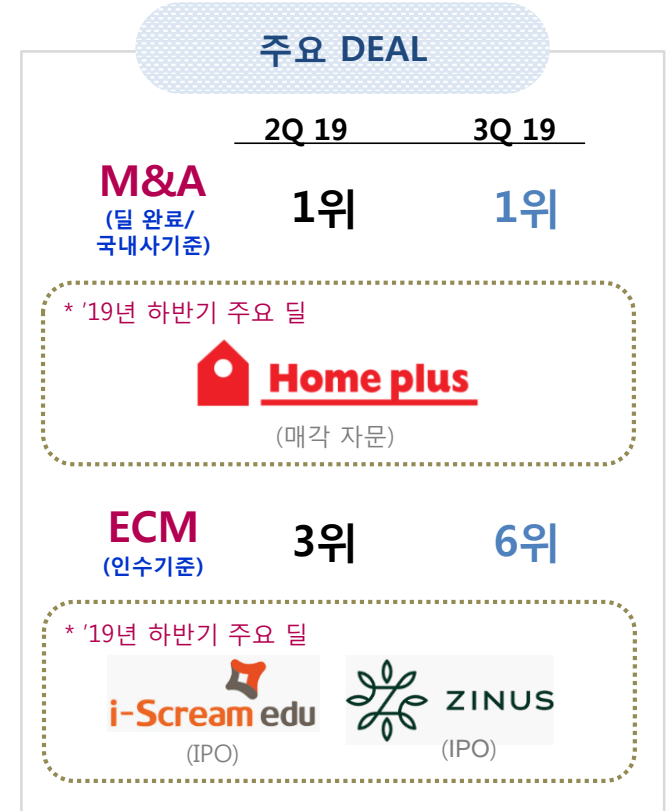 주요 DEAL
2Q 19 3Q 19
M&A 1위 1위
(딜 완료/
국내사기준)
* ’19년 하반기 주요 딜
Home plus
(매각 자문)
ECM 3위 6위
(인수기준)
* ’19년 하반기 주요 딜
i-Scream edu ZINUS
(IPO) (IPO)